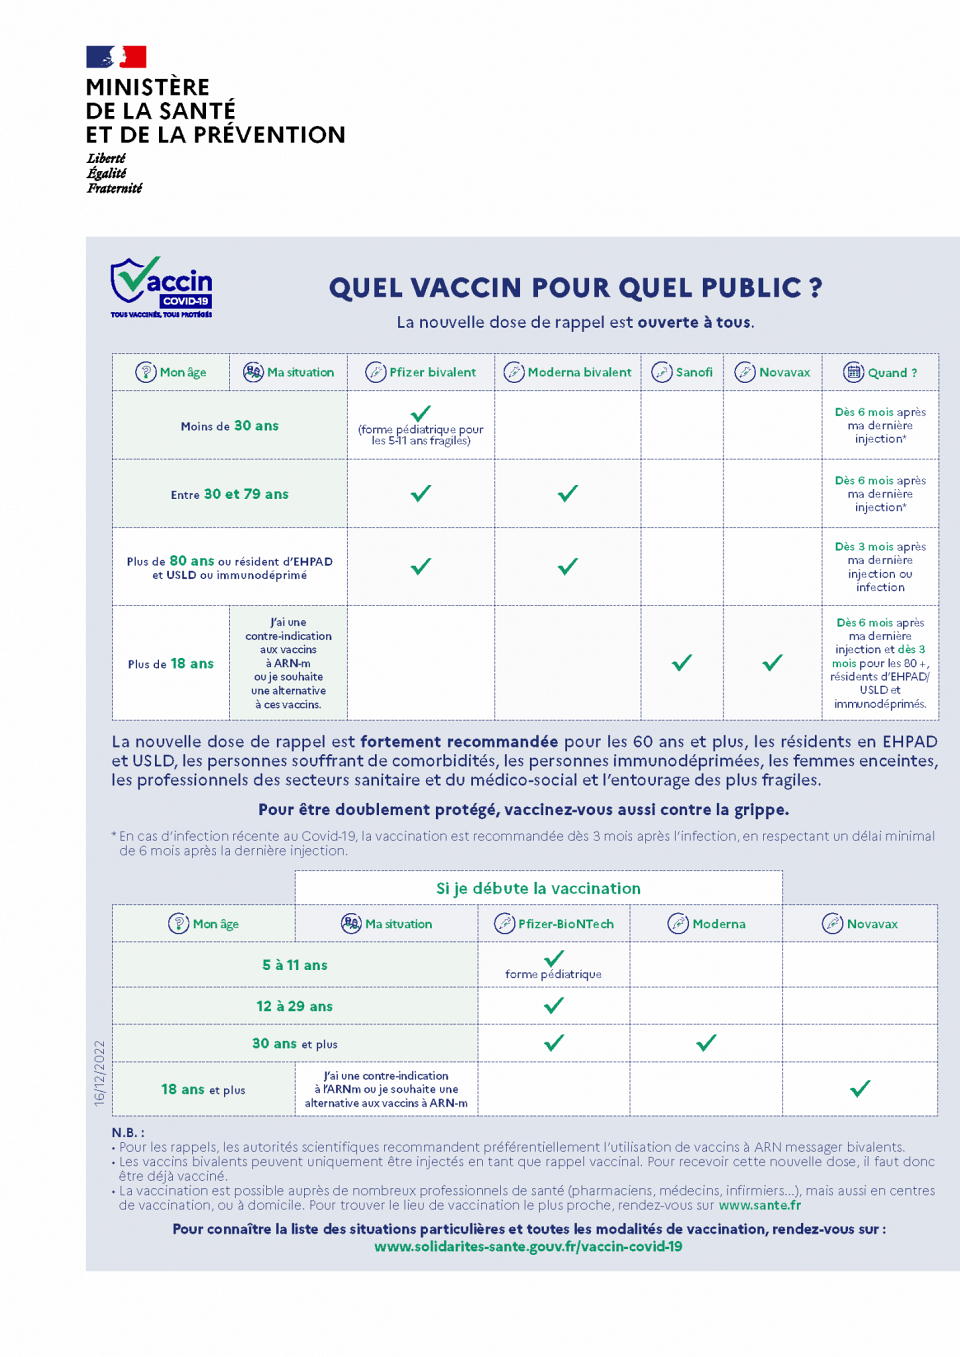 MINISTÈRE
DE LA SANTÉ
ET DE LA PRÉVENTION
Liberté
Égalité
Fraternité
Vaccin
COVID-19
TOUS VACCINÉS, TOUS PROTÉGÉS
QUEL VACCIN POUR QUEL PUBLIC ?
La nouvelle dose de rappel est ouverte à tous.
Mon âge
Ma situation
Pfizer bivalent
Moderna bivalent
Sanofi
Novavax
Quand ?
Moins de 30 ans
(forme pédiatrique pour
les 5-11 ans fragiles)
Dès 6 mois après
ma dernière
injection*
Entre 30 et 79 ans
Dès 6 mois après
ma dernière
injection*
Plus de 80 ans ou résident d'EHPAD
et USLD ou immunodéprimé
Dès 3 mois après
ma dernière
injection ou
infection
Plus de 18 ans
J'ai une
contre-indication
aux vaccins
à ARN-m
ou je souhaite
une alternative
à ces vaccins.
Dès 6 mois après
ma dernière
injection et dès 3
mois pour les 80 +,
résidents d'EHPAD/
USLD et
immunodéprimés.
La nouvelle dose de rappel est fortement recommandée pour les 60 ans et plus, les résidents en EHPAD
et USLD, les personnes souffrant de comorbidités, les personnes immunodéprimées, les femmes enceintes,
les professionnels des secteurs sanitaire et du médico-social et l'entourage des plus fragiles.
Pour être doublement protégé, vaccinez-vous aussi contre la grippe.
* En cas d'infection récente au Covid-19, la vaccination est recommandée dès 3 mois après l'infection, en respectant un délai minimal
de 6 mois après la dernière injection.
Si je débute la vaccination
Mon âge
Ma situation
Pfizer-BioNTech
Moderna
Novavax
5 à 11 ans
forme pédiatrique
12 à 29 ans
30 ans et plus
18 ans et plus
J'ai une contre-indication
à l'ARNm ou je souhaite une
alternative aux vaccins à ARN-m
16/12/2022
N.B. :
• Pour les rappels, les autorités scientifiques recommandent préférentiellement l'utilisation de vaccins à ARN messager bivalents.
• Les vaccins bivalents peuvent uniquement être injectés en tant que rappel vaccinal. Pour recevoir cette nouvelle dose, il faut donc
être déjà vacciné.
• La vaccination est possible auprès de nombreux professionnels de santé (pharmaciens, médecins, infirmiers...), mais aussi en centres
de vaccination, ou à domicile. Pour trouver le lieu de vaccination le plus proche, rendez-vous sur www.sante.fr
Pour connaître la liste des situations particulières et toutes les modalités de vaccination, rendez-vous sur :
www.solidarites-sante.gouv.fr/vaccin-covid-19